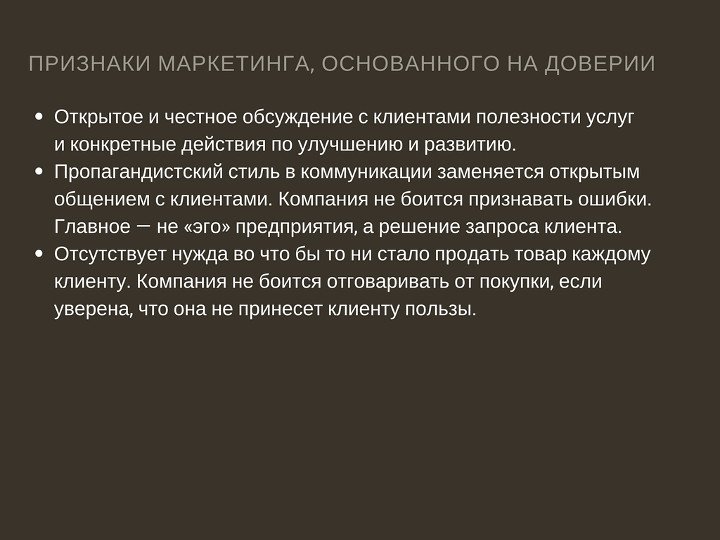 ПРИЗНАКИ МАРКЕТИНГА, ОСНОВАННОГО НА ДОВЕРИИ
• Открытое и честное обсуждение с клиентами полезности услуг
и конкретные действия по улучшению и развитию.
• Пропагандистский стиль в коммуникации заменяется открытым
общением с клиентами. Компания не боится признавать ошибки.
Главное — не «эго» предприятия, а решение запроса клиента.
• Отсутствует нужда во что бы то ни стало продать товар каждому
клиенту. Компания не боится отговаривать от покупки, если
уверена, что она не принесет клиенту пользы.